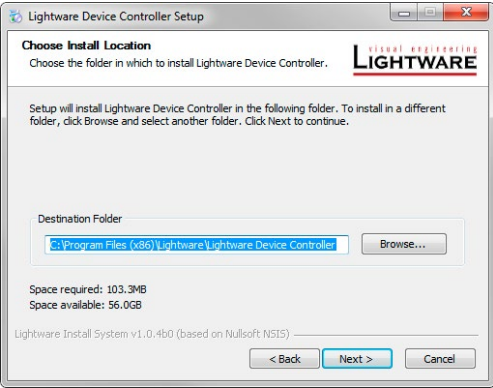 Lightware Device Controller Setup
Choose Install Location
Choose the folder in which to install Lightware Device Controller.
visual engineering
LIGHTWARE
Setup will install Lightware Device Controller in the following folder. To install in a different
folder, click Browse and select another folder. Click Next to continue.
Destination Folder
C:\Program Files (x86)\Lightware\Lightware Device Controller
Browse...
Space required: 103.3MB
Space available: 56.0GB
Lightware Install System v1.0.4b0 (based on Nullsoft NSIS)
< Back
Next >
Cancel